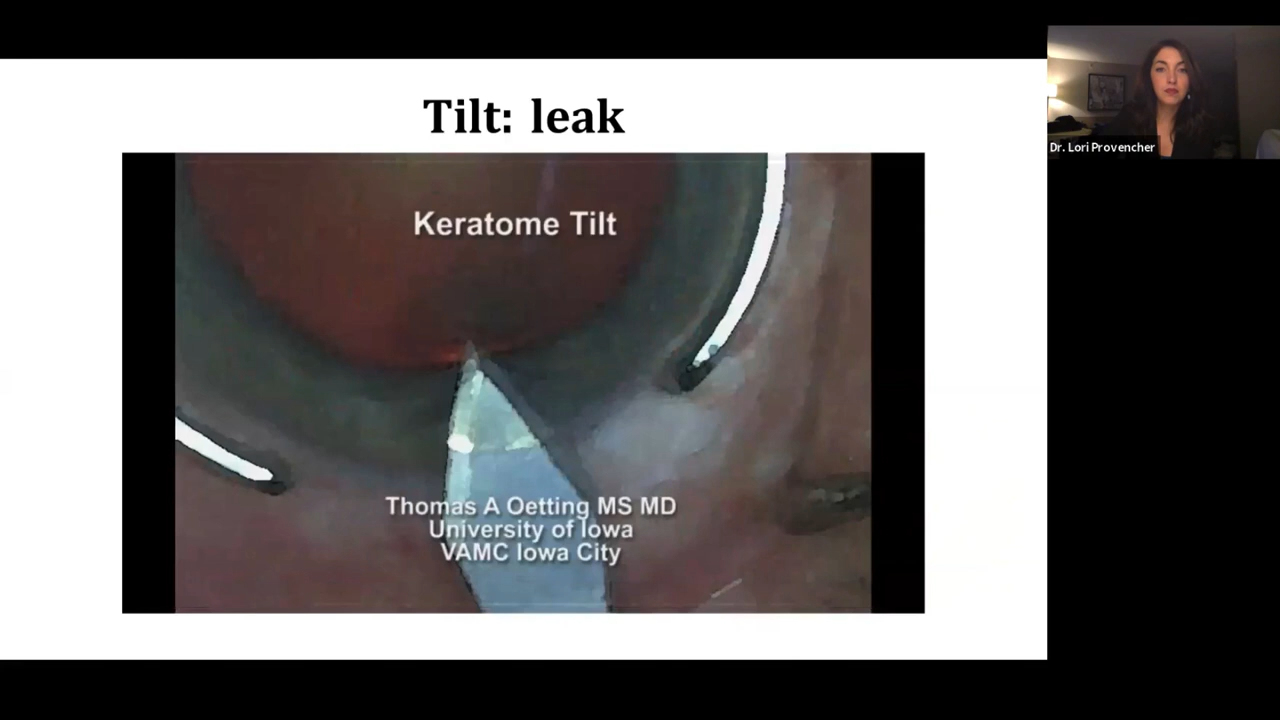 Tilt: leak
Keratome Tilt
Thomas A Oetting MS MD
University of Iowa
VAMC Iowa City
Dr. Lori Provencher